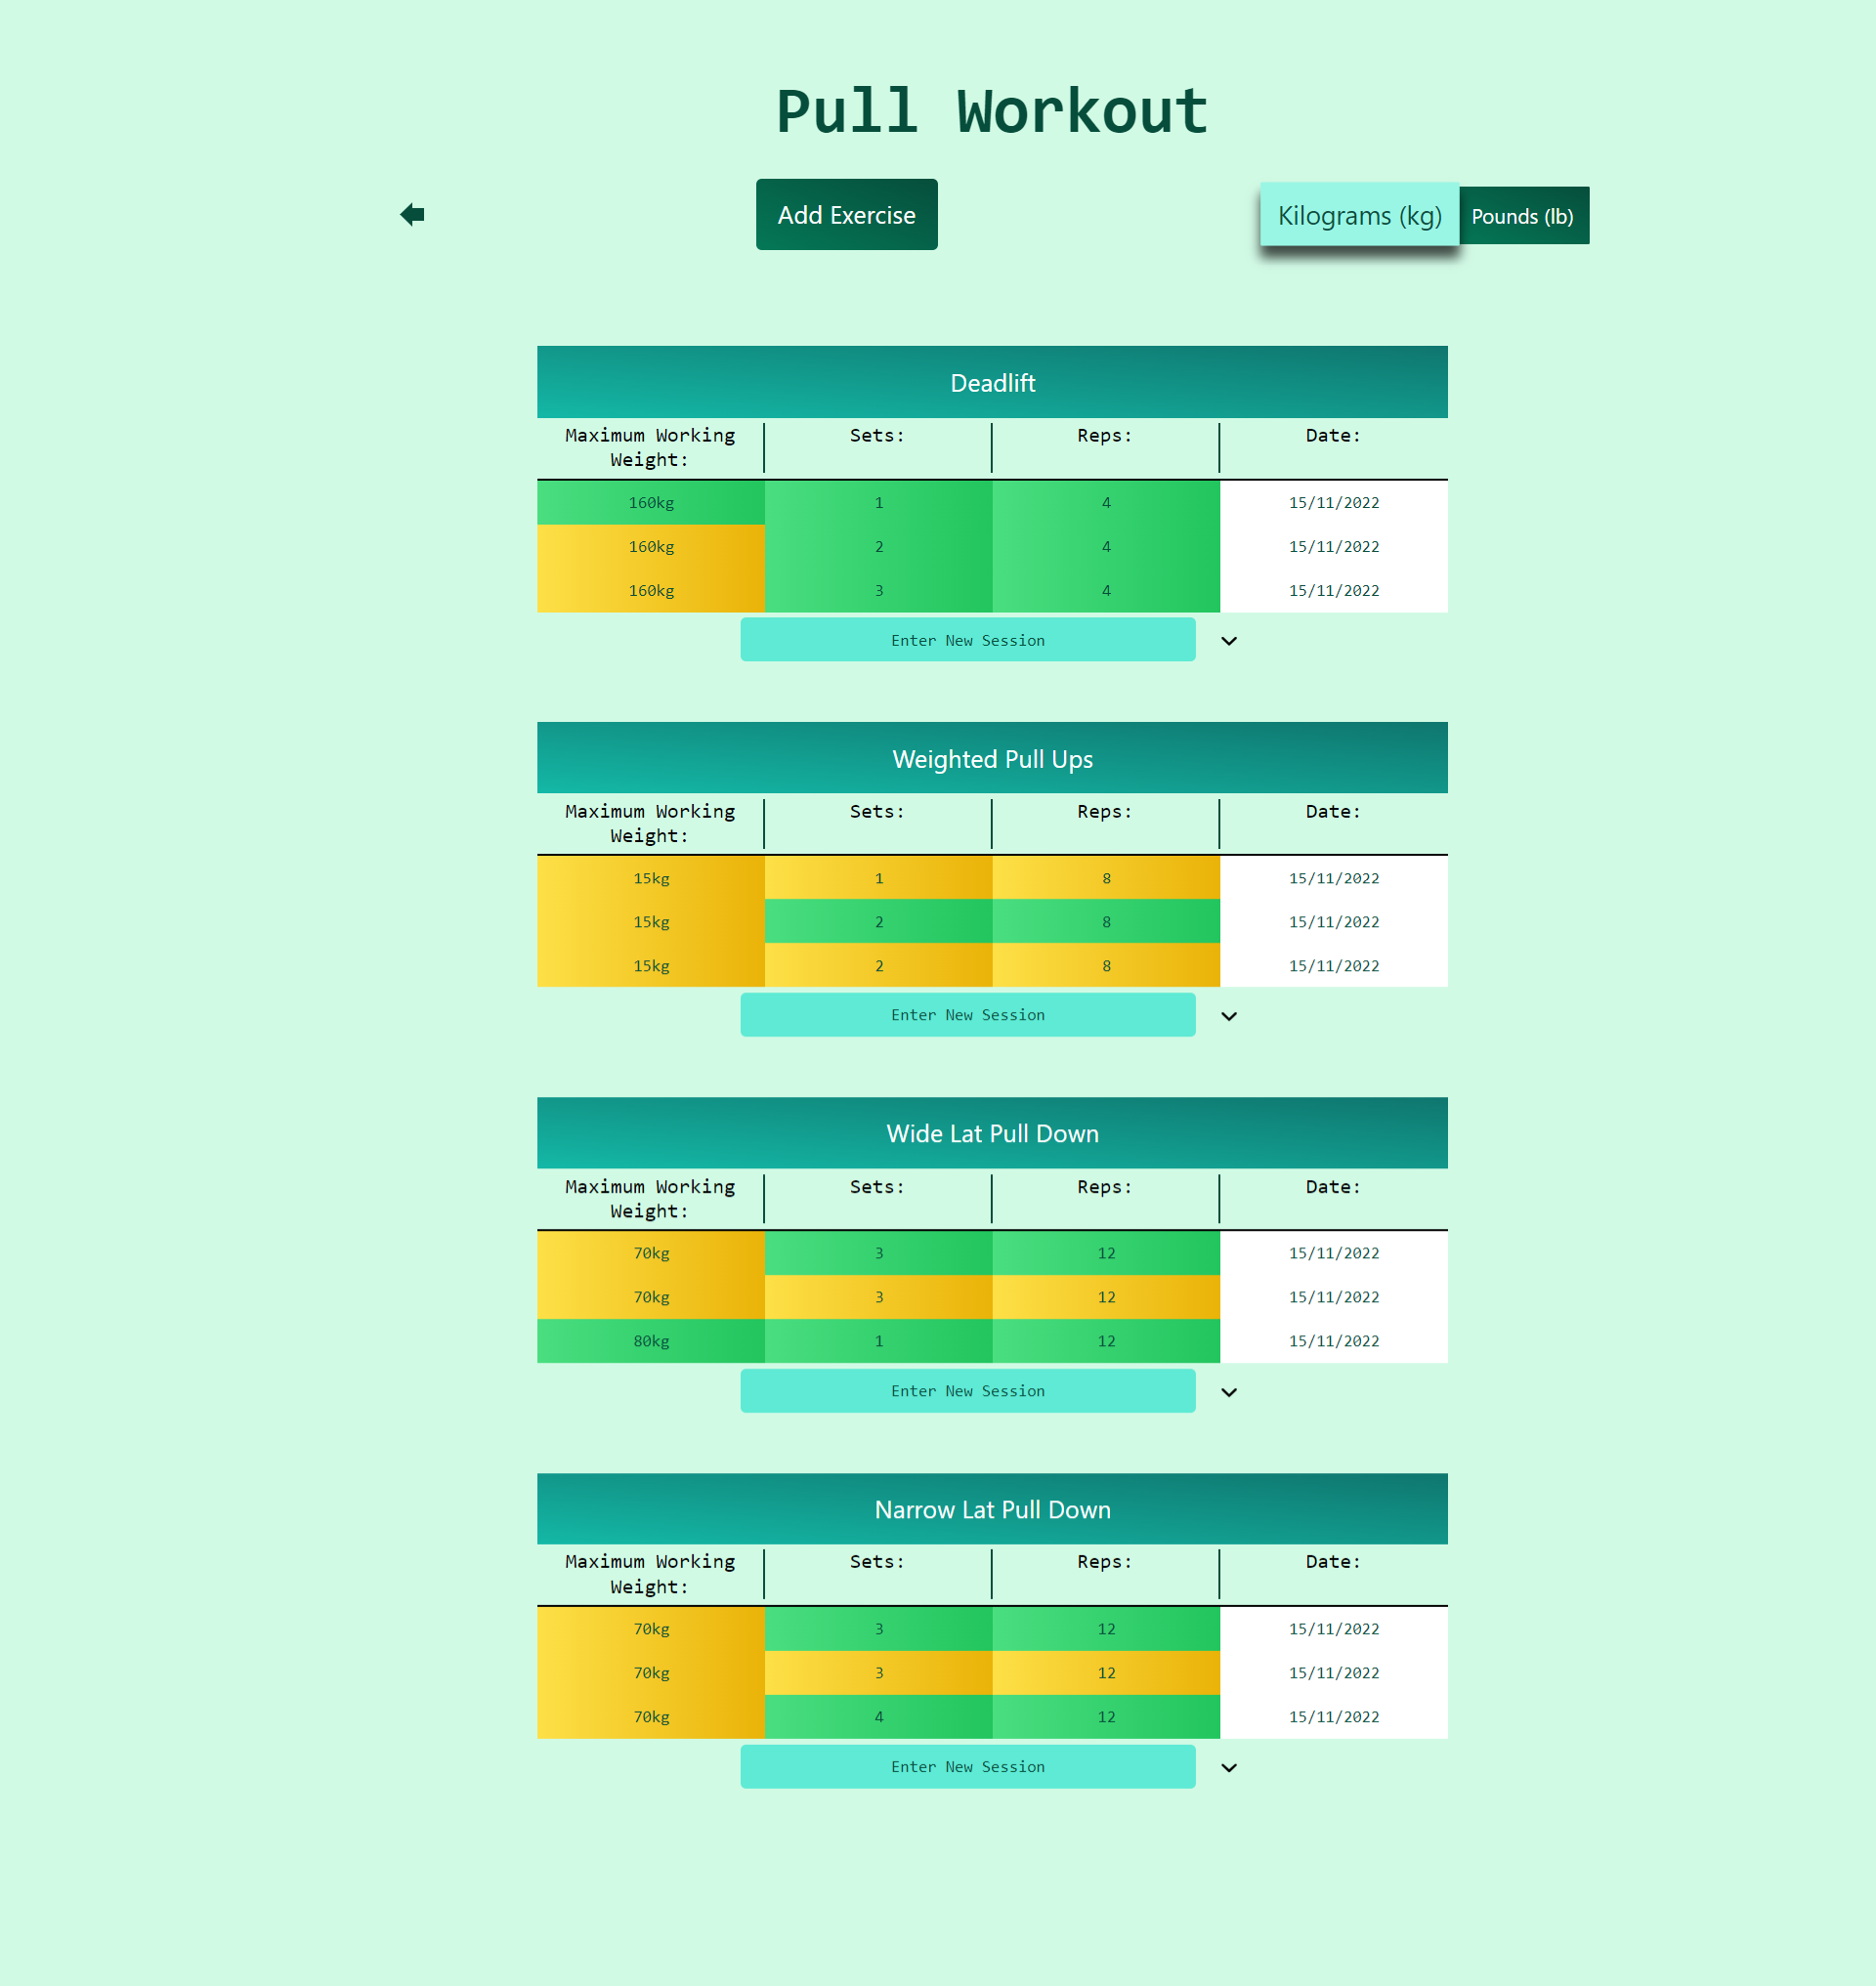 Pull Workout
Add Exercise
Kilograms (kg) Pounds (lb)
Deadlift
Maximum Working Sets: Reps: Date:
Weight:
160kg 1 4 15/11/2022
160kg 2 4 15/11/2022
160kg 3 4 15/11/2022
Enter New Session
Weighted Pull Ups
Maximum Working Sets: Reps: Date:
Weight:
15kg 1 8 15/11/2022
15kg 2 8 15/11/2022
15kg 2 8 15/11/2022
Enter New Session
Wide Lat Pull Down
Maximum Working Sets: Reps: Date:
Weight:
70kg 3 12 15/11/2022
70kg 3 12 15/11/2022
80kg 1 12 15/11/2022
Enter New Session
Narrow Lat Pull Down
Maximum Working Sets: Reps: Date:
Weight:
70kg 3 12 15/11/2022
70kg 3 12 15/11/2022
70kg 4 12 15/11/2022
Enter New Session